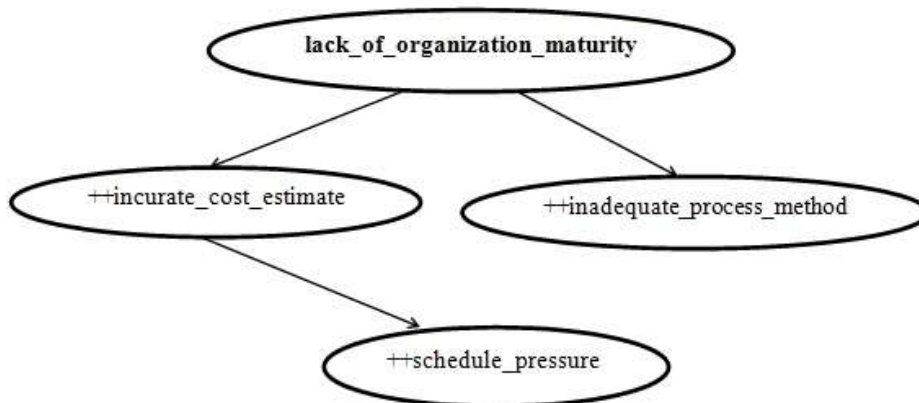 lack_of_organization_maturity
++incurate_cost_estimate
++inadequate_process_method
++schedule_pressure